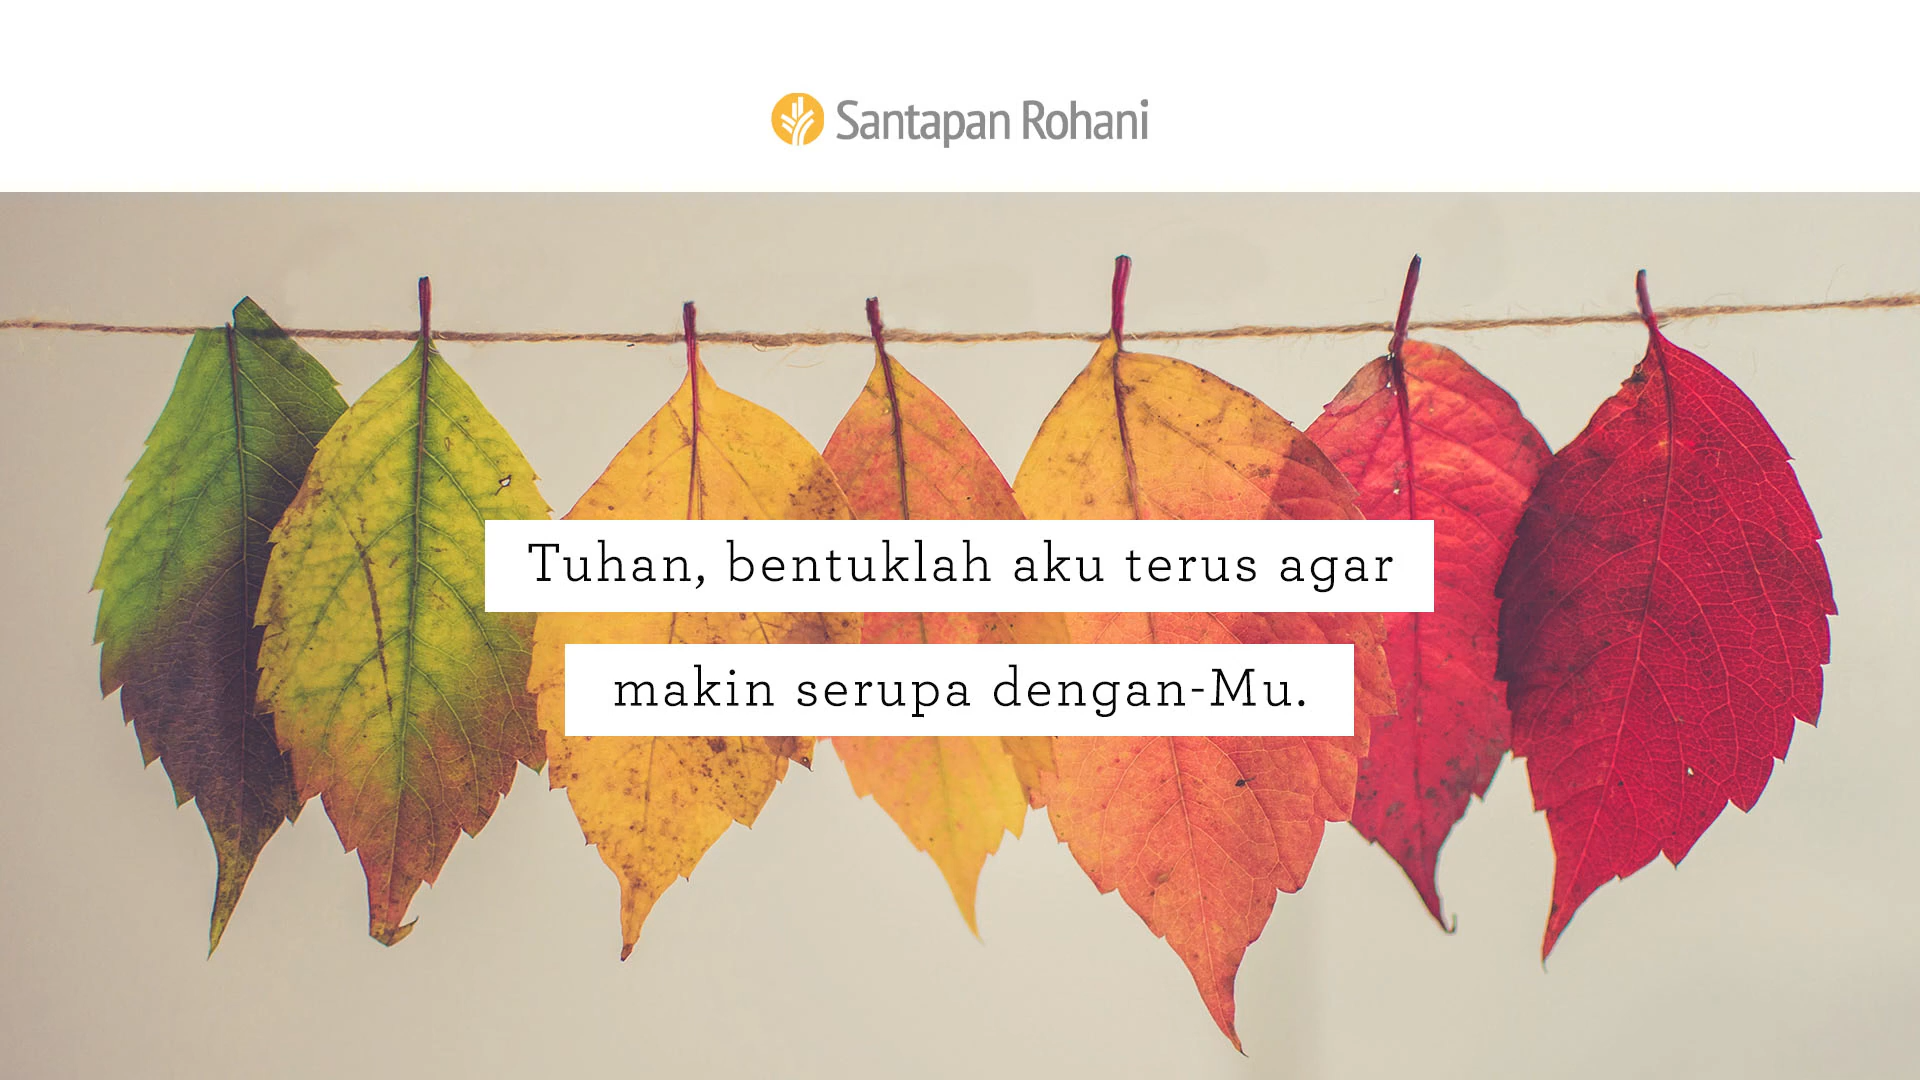 Santapan Rohani
Tuhan, bentuklah aku terus agar
makin serupa dengan-Mu.